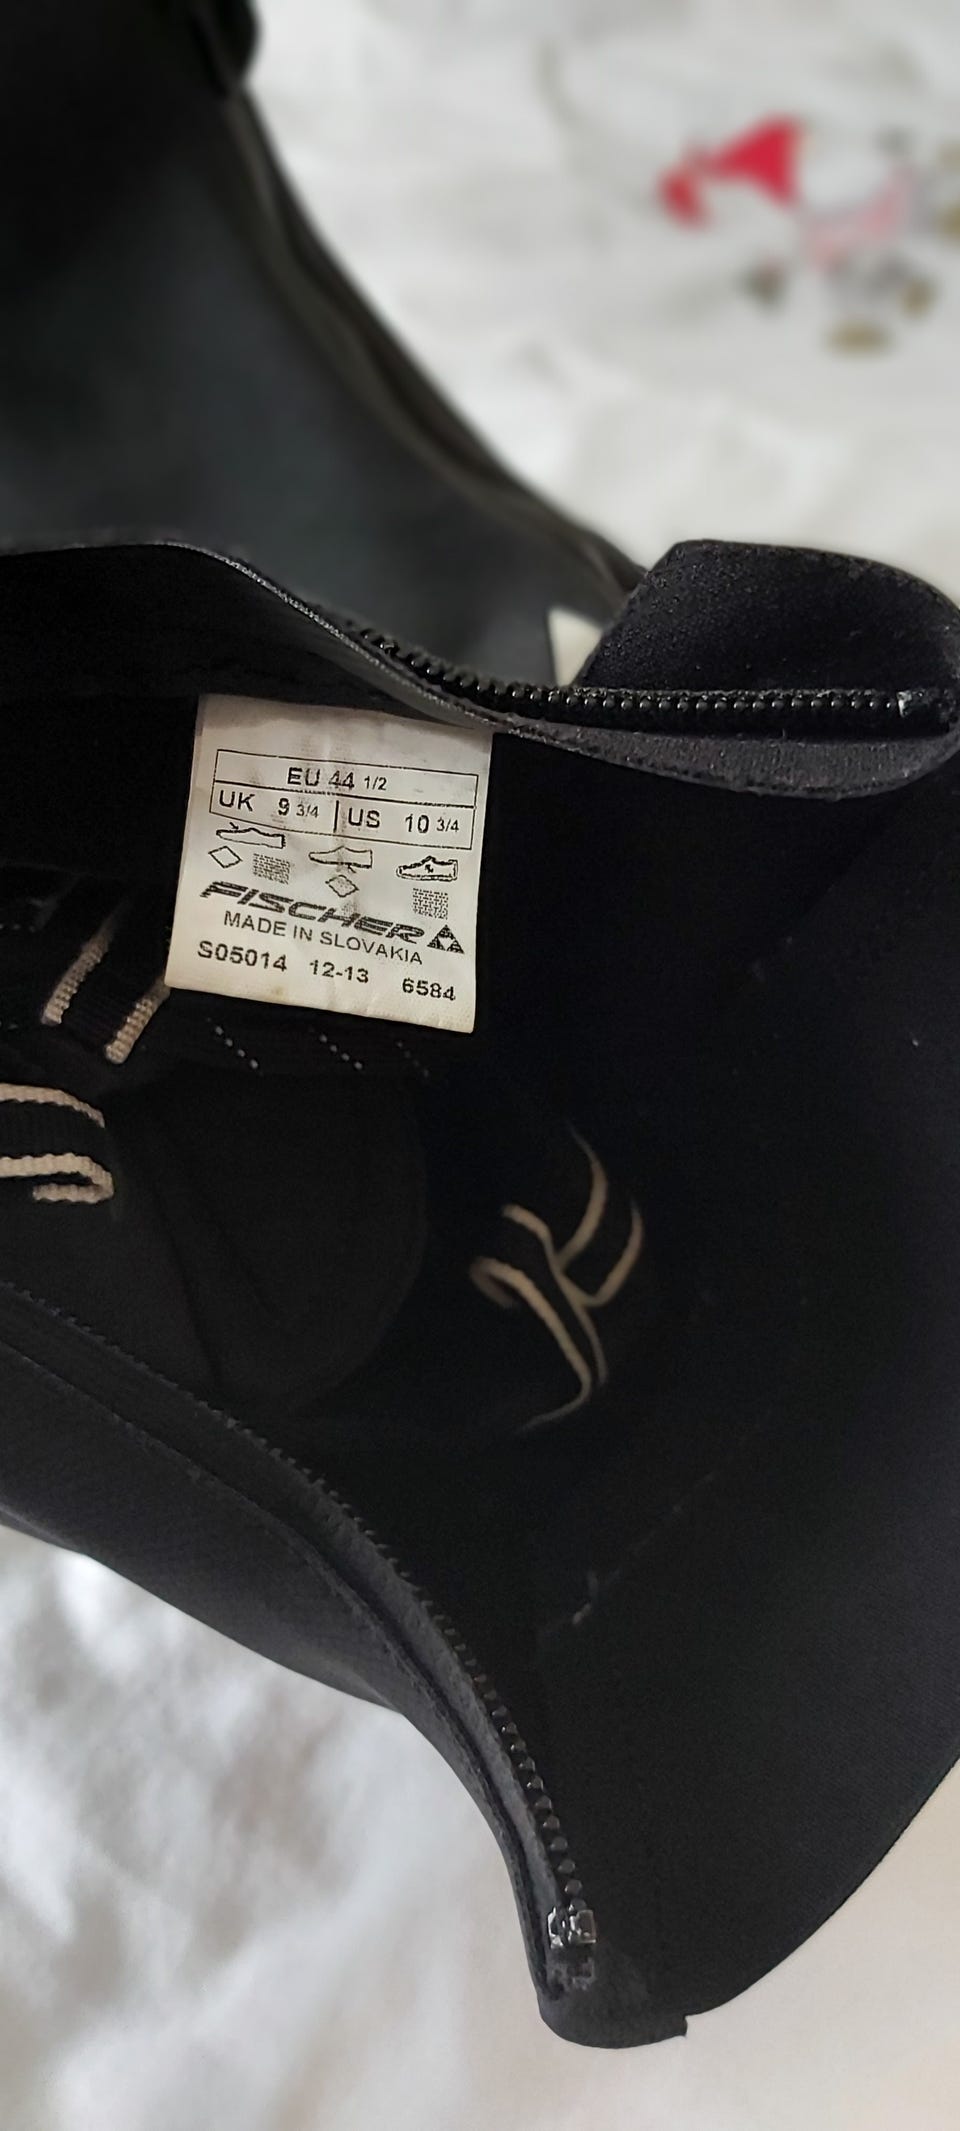 EU 44 1/2
UK 9 3/4 US 10 3/4
FISCHER
MADE IN SLOVAKIA
S05014 12-13 6584